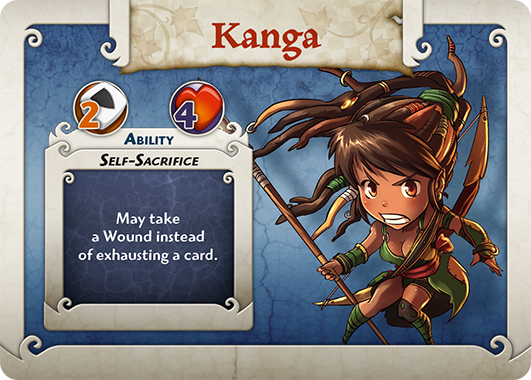 Kanga
2 4
Ability
Self-Sacrifice
May take
a Wound instead
of exhausting a card.